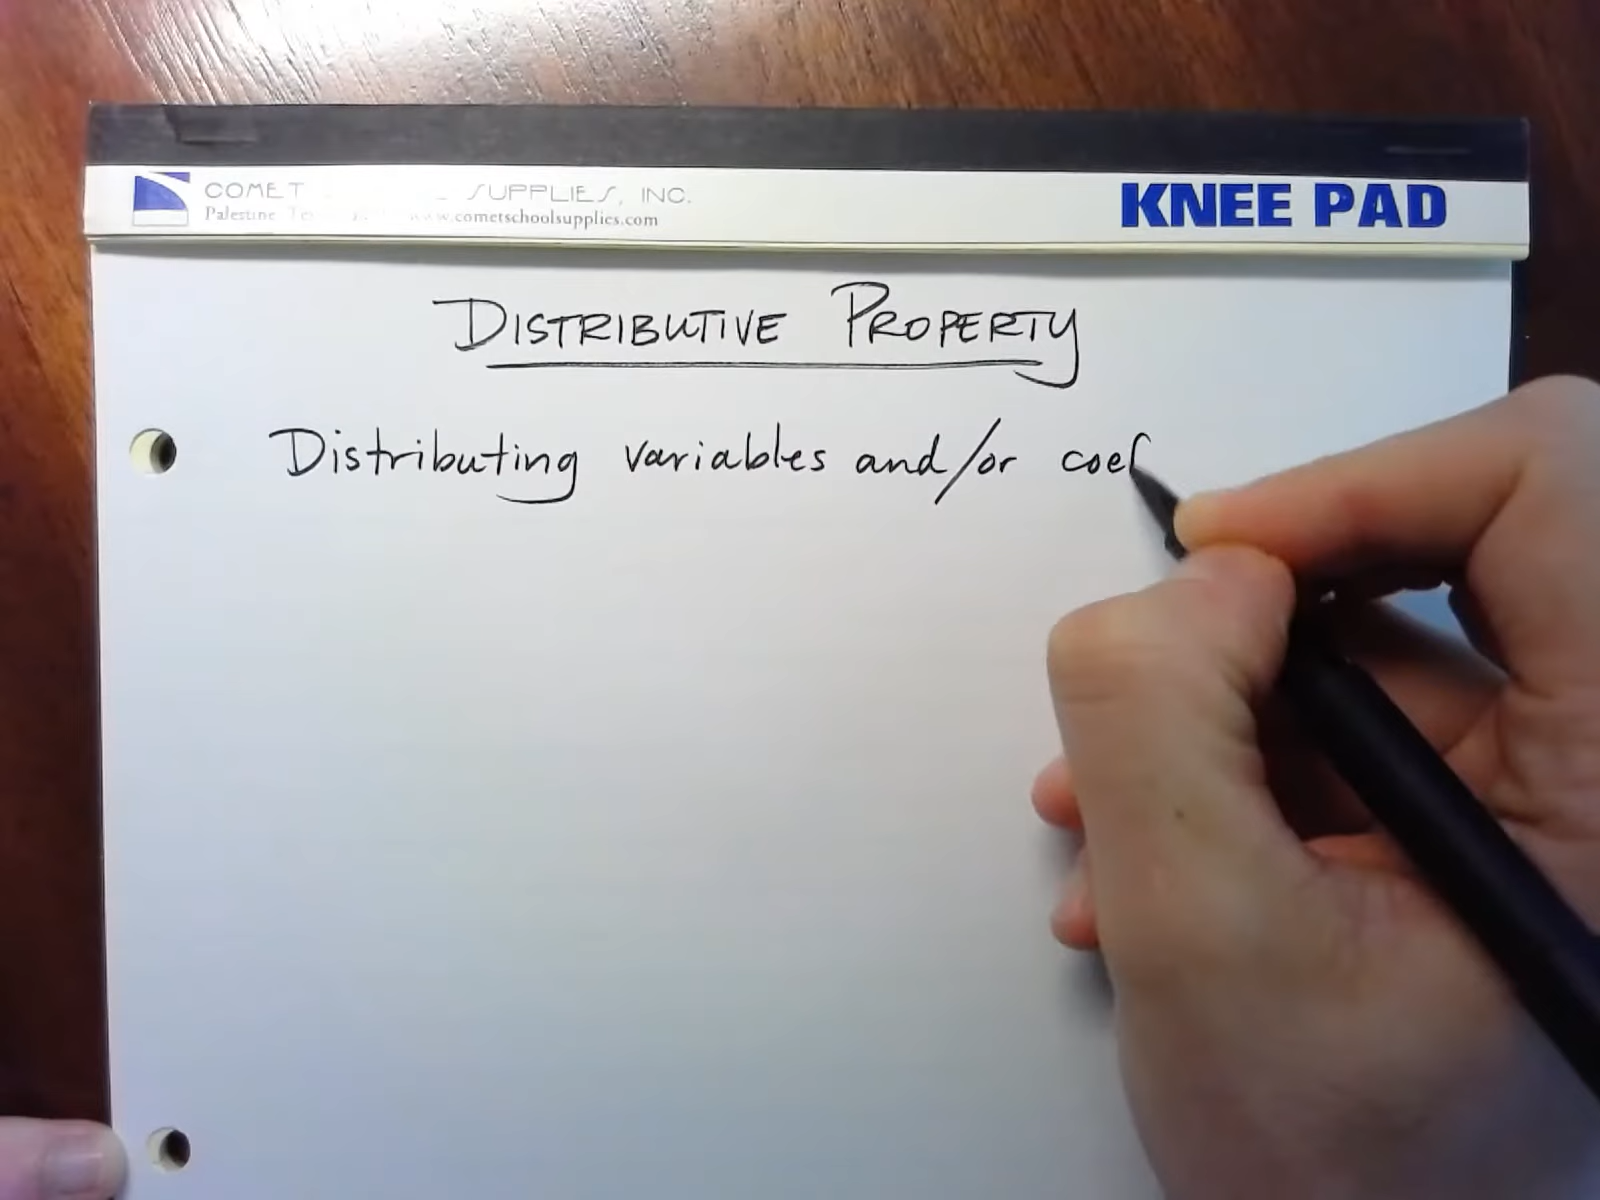 COMET SUPPLIES, INC.
Palestine www.cometschoolsupplies.com
KNEE PAD
DISTRIBUTIVE PROPERTY
Distributing variables and/or coef